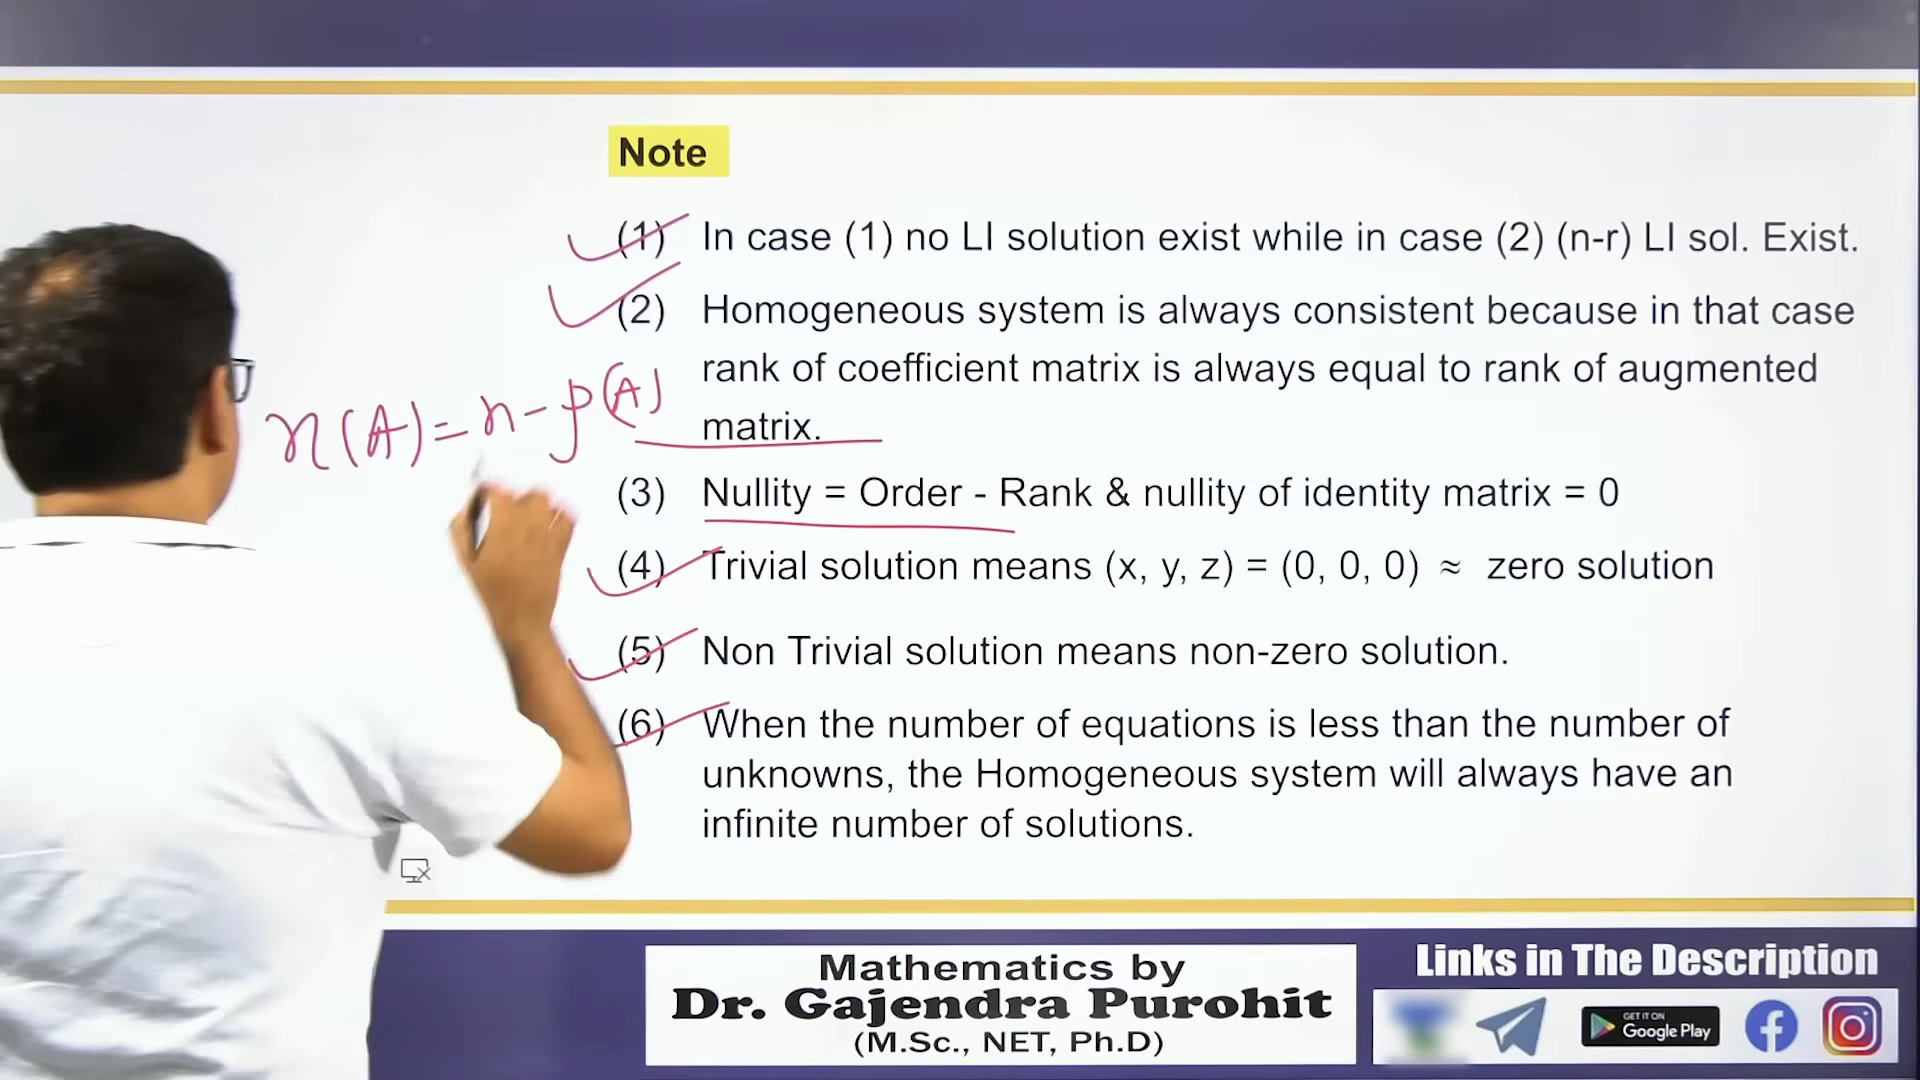 Note
(1) In case (1) no LI solution exist while in case (2) (n-r) LI sol. Exist.
(2) Homogeneous system is always consistent because in that case
rank of coefficient matrix is always equal to rank of augmented
matrix.
η(A)=n-ρ(A)
(3) Nullity = Order - Rank & nullity of identity matrix = 0
(4) Trivial solution means (x, y, z) = (0, 0, 0) ≈ zero solution
(5) Non Trivial solution means non-zero solution.
(6) When the number of equations is less than the number of
unknowns, the Homogeneous system will always have an
infinite number of solutions.
Mathematics by
Dr. Gajendra Purohit
(M.Sc., NET, Ph.D)
Links in The Description
GET IT ON
Google Play